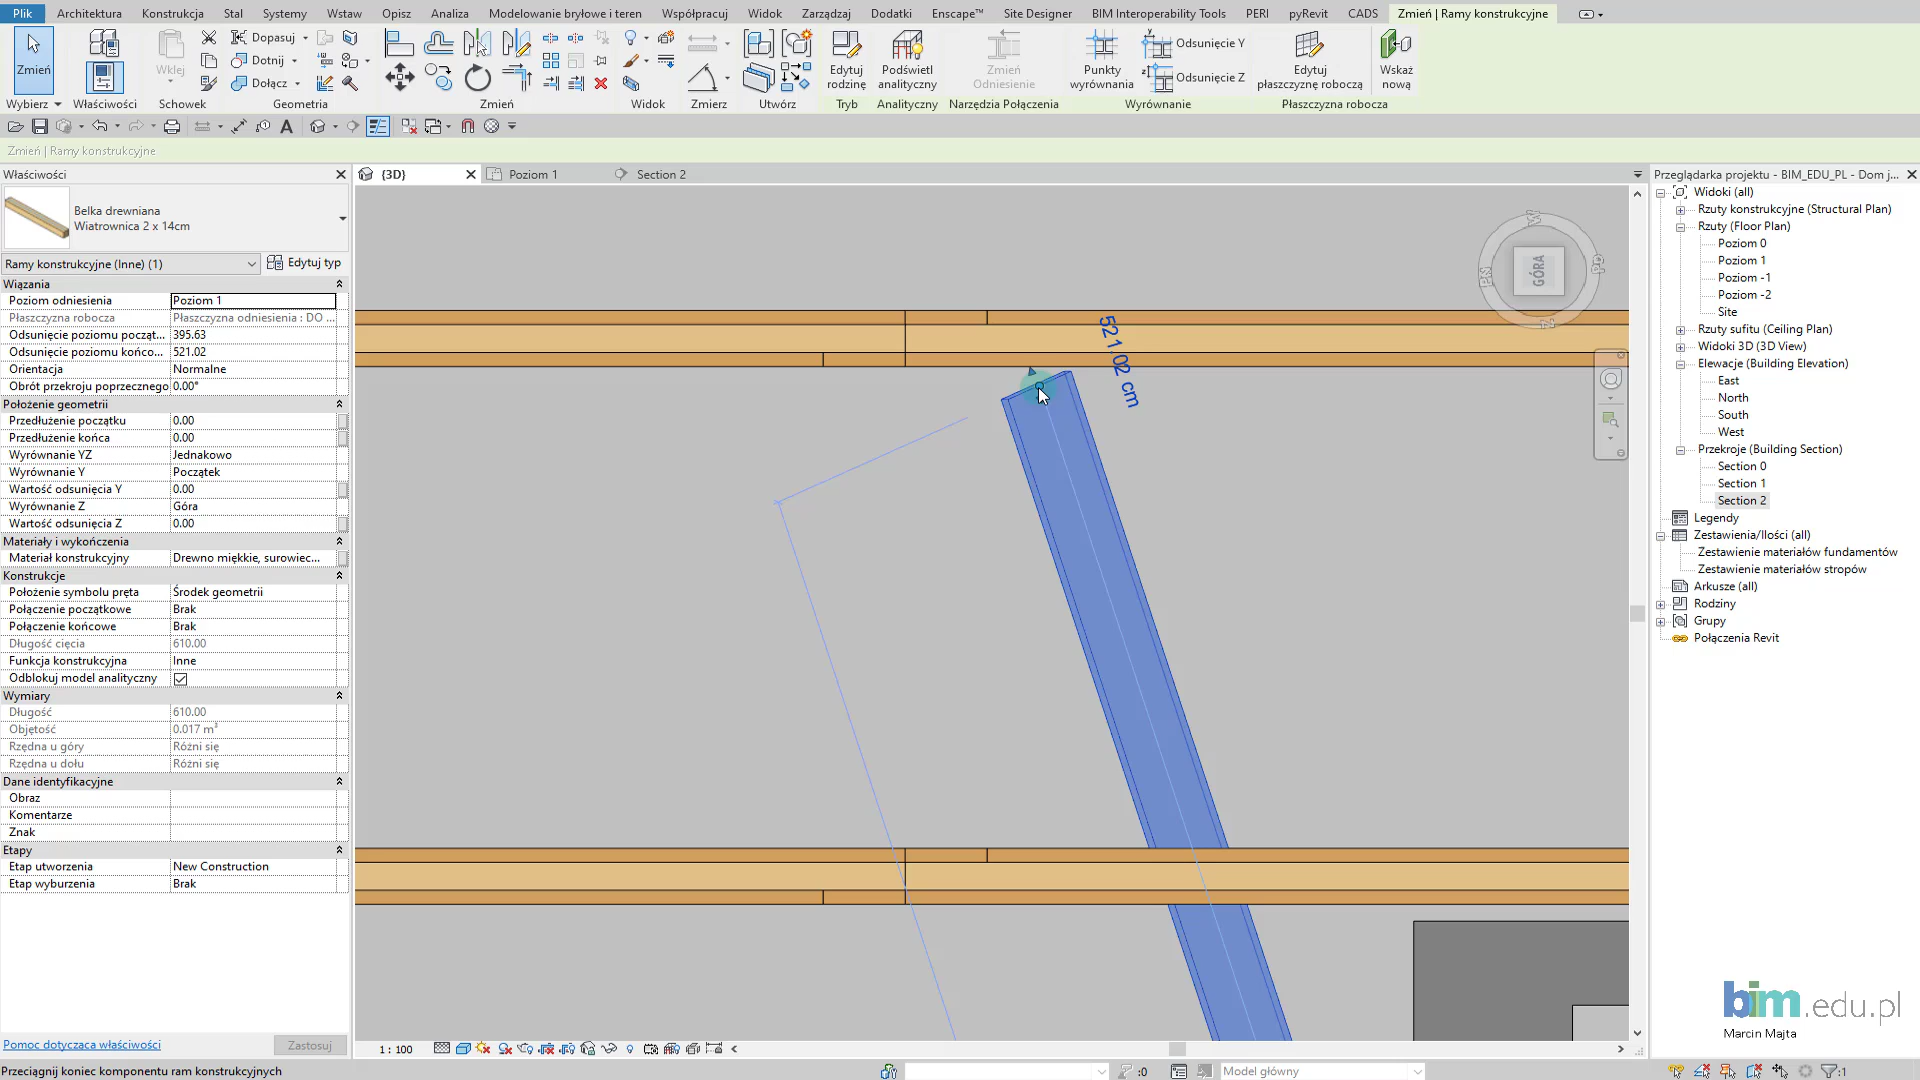 Plik Architektura Konstrukcja Stal Systemy Wstaw Opisz Analiza Modelowanie bryłowe i teren Współpracuj Widok Zarządzaj Dodatki Enscape™ Site Designer BIM Interoperability Tools PERI pyRevit CADS Zmień | Ramy konstrukcyjne
Zmień
Wklej
Dopasuj
Dotnij
Dołącz
Edytuj rodzinę
Podświetl analityczny
Zmień Odniesienie
Punkty wyrównania
Odsunięcie Y
Odsunięcie Z
Edytuj płaszczyznę roboczą
Wskaż nową
Wybierz Właściwości Schowek Geometria Zmień Widok Zmierz Utwórz Tryb Analityczny Narzędzia Połączenia Wyrównanie Płaszczyzna robocza
Zmień | Ramy konstrukcyjne
Właściwości
Belka drewniana
Wiatrownica 2 x 14cm
Ramy konstrukcyjne (Inne) (1) Edytuj typ
Wiązania
Poziom odniesienia Poziom 1
Płaszczyzna robocza Płaszczyzna odniesienia : DO ...
Odsunięcie poziomu począt... 395.63
Odsunięcie poziomu końco... 521.02
Orientacja Normalne
Obrót przekroju poprzecznego 0.00°
Położenie geometrii
Przedłużenie początku 0.00
Przedłużenie końca 0.00
Wyrównanie YZ Jednakowo
Wyrównanie Y Początek
Wartość odsunięcia Y 0.00
Wyrównanie Z Góra
Wartość odsunięcia Z 0.00
Materiały i wykończenia
Materiał konstrukcyjny Drewno miękkie, surowiec...
Konstrukcje
Położenie symbolu pręta Środek geometrii
Połączenie początkowe Brak
Połączenie końcowe Brak
Długość cięcia 610.00
Funkcja konstrukcyjna Inne
Odblokuj model analityczny
Wymiary
Długość 610.00
Objętość 0.017 m³
Rzędna u góry Różni się
Rzędna u dołu Różni się
Dane identyfikacyjne
Obraz
Komentarze
Znak
Etapy
Etap utworzenia New Construction
Etap wyburzenia Brak
Pomoc dotycząca właściwości Zastosuj
Przeciągnij koniec komponentu ram konstrukcyjnych
{3D} Poziom 1 Section 2
521.02 cm
GÓRA
1 : 100
:0
Model główny
:1
Przeglądarka projektu - BIM_EDU_PL - Dom j...
Widoki (all)
Rzuty konstrukcyjne (Structural Plan)
Rzuty (Floor Plan)
Poziom 0
Poziom 1
Poziom -1
Poziom -2
Site
Rzuty sufitu (Ceiling Plan)
Widoki 3D (3D View)
Elewacje (Building Elevation)
East
North
South
West
Przekroje (Building Section)
Section 0
Section 1
Section 2
Legendy
Zestawienia/Ilości (all)
Zestawienie materiałów fundamentów
Zestawienie materiałów stropów
Arkusze (all)
Rodziny
Grupy
Połączenia Revit
bim.edu.pl
Marcin Majta